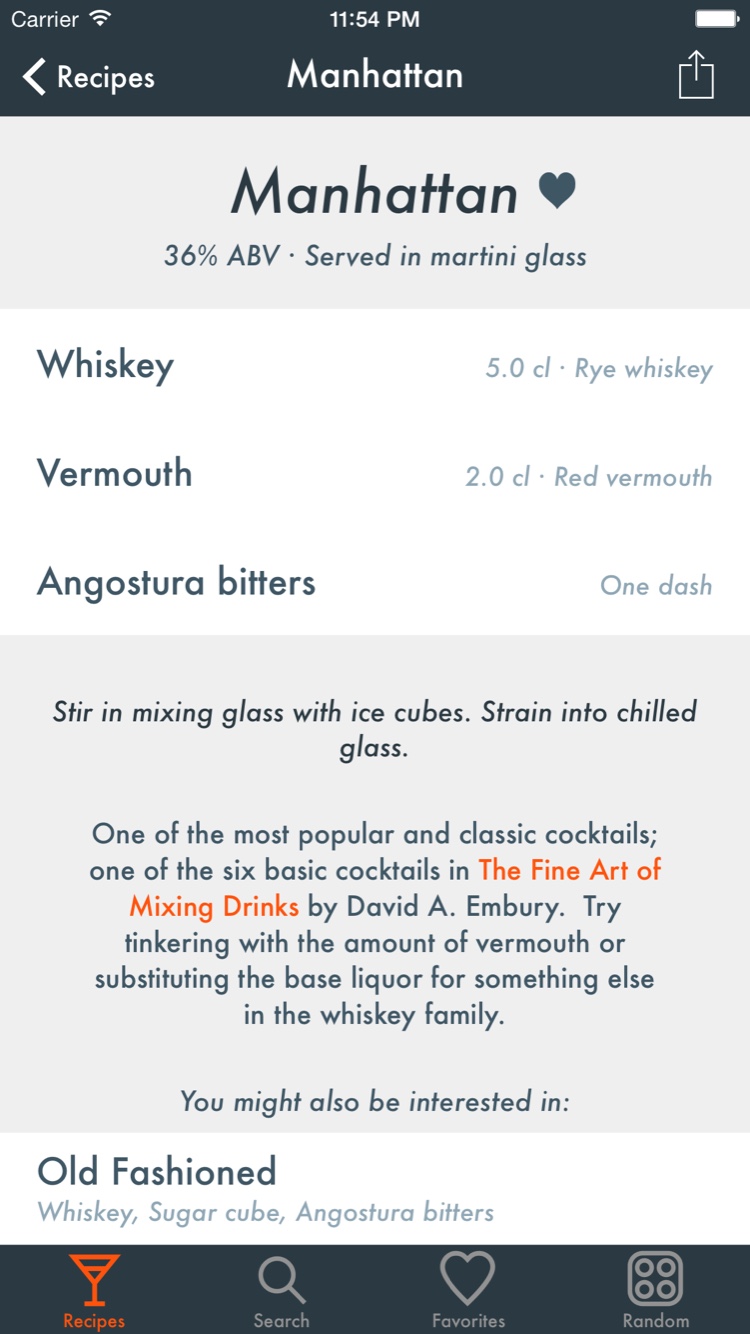 Carrier 11:54 PM
Recipes Manhattan
Manhattan
36% ABV · Served in martini glass
Whiskey 5.0 cl · Rye whiskey
Vermouth 2.0 cl · Red vermouth
Angostura bitters One dash
Stir in mixing glass with ice cubes. Strain into chilled
glass.
One of the most popular and classic cocktails;
one of the six basic cocktails in The Fine Art of
Mixing Drinks by David A. Embury.  Try
tinkering with the amount of vermouth or
substituting the base liquor for something else
in the whiskey family.
You might also be interested in:
Old Fashioned
Whiskey, Sugar cube, Angostura bitters
Recipes Search Favorites Random